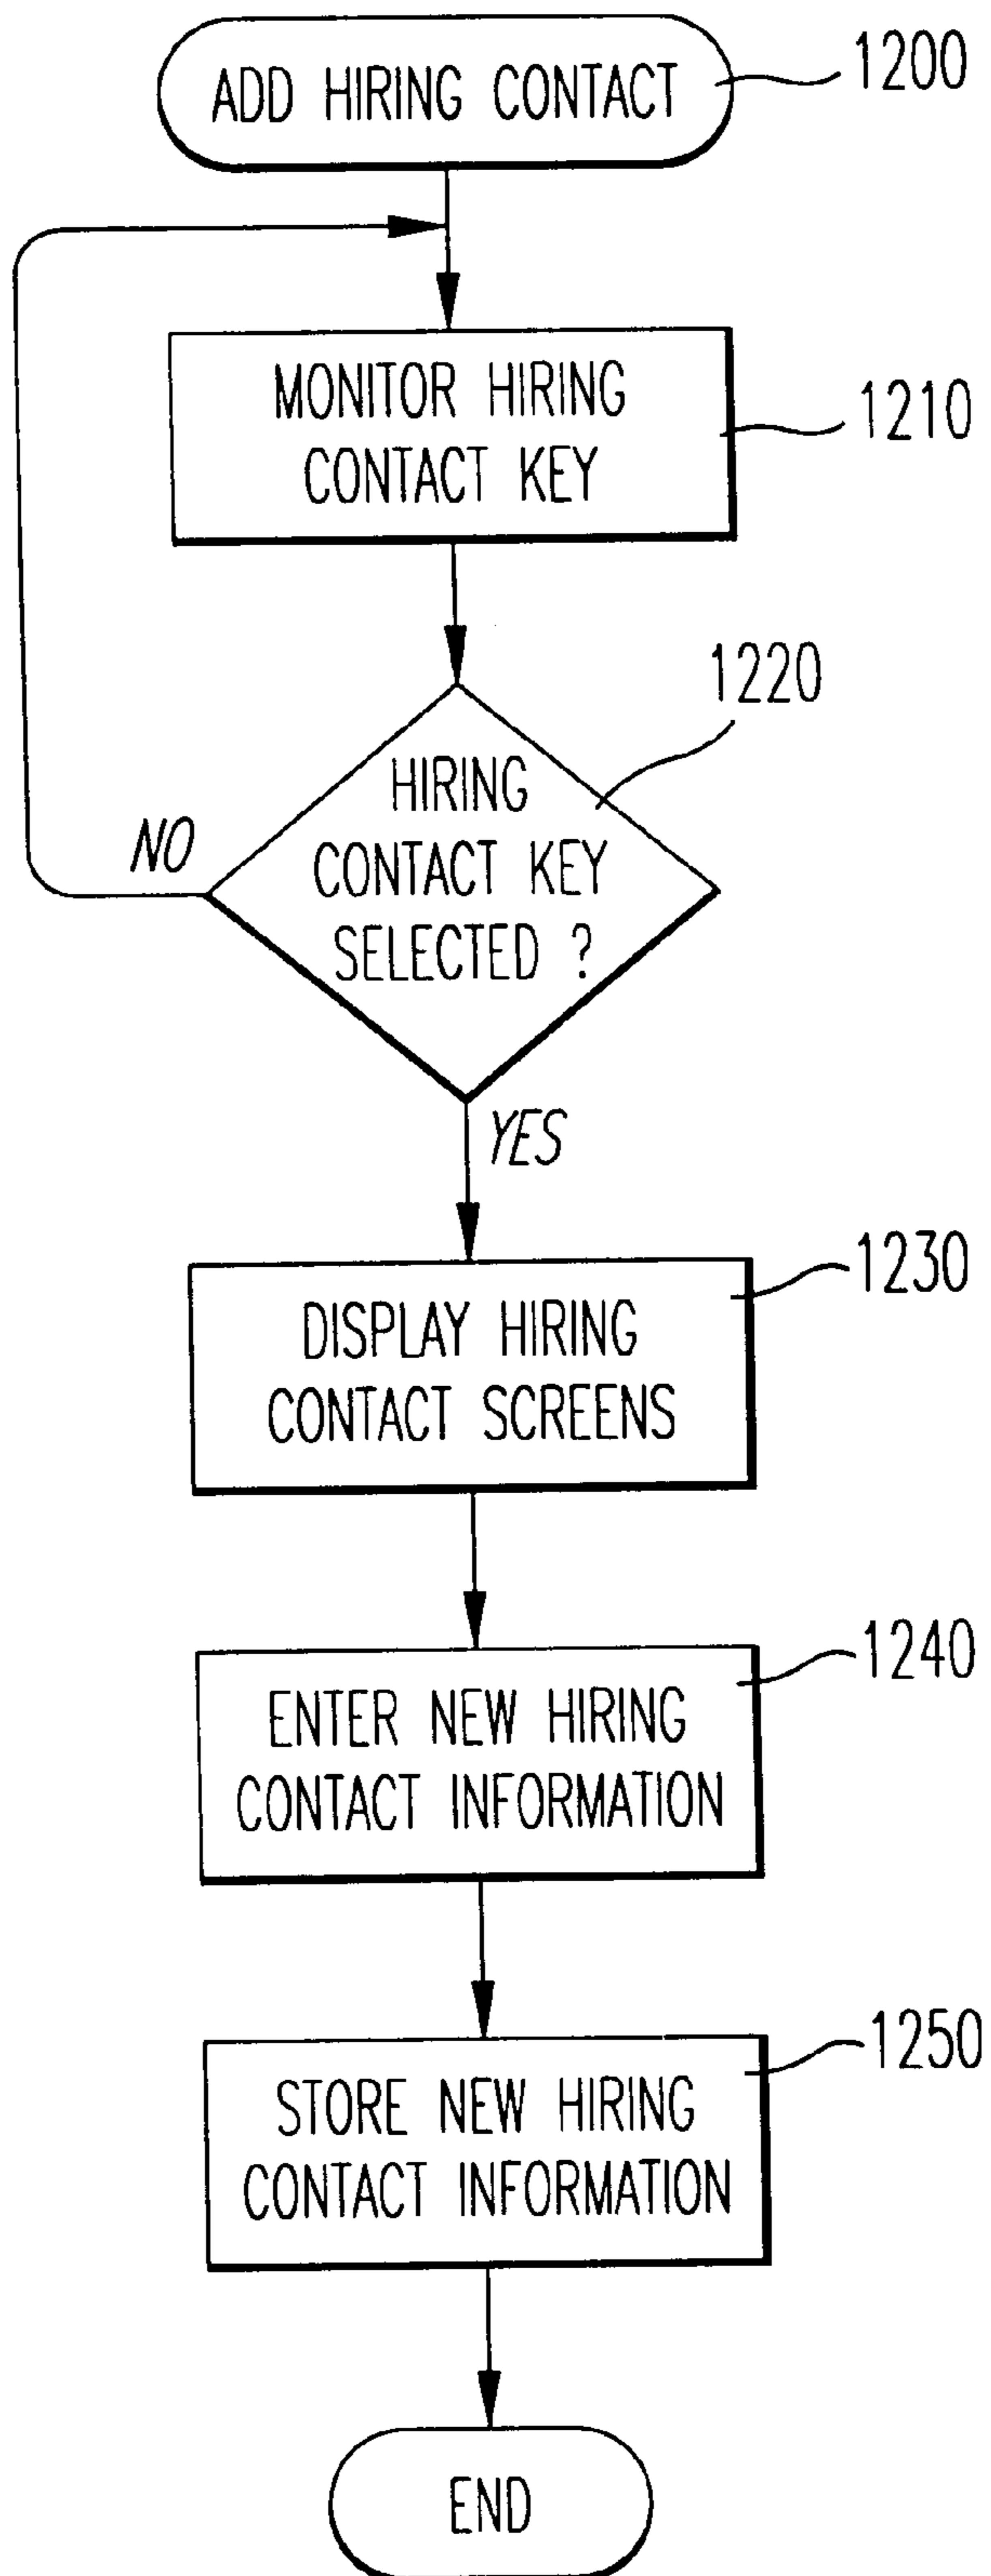 ADD HIRING CONTACT
1200
MONITOR HIRING
CONTACT KEY
1210
1220
HIRING
CONTACT KEY
SELECTED ?
NO
YES
1230
DISPLAY HIRING
CONTACT SCREENS
1240
ENTER NEW HIRING
CONTACT INFORMATION
1250
STORE NEW HIRING
CONTACT INFORMATION
END